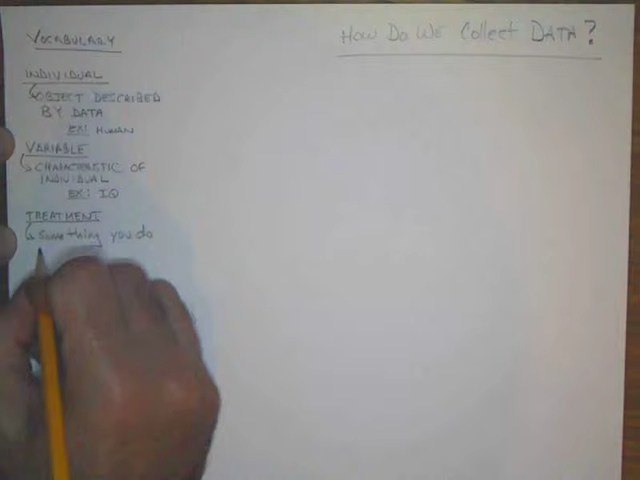 VOCABULARY
How Do We Collect DATA?
INDIVIDUAL
OBJECT DESCRIBED
BY DATA
EX: HUMAN
VARIABLE
CHARACTERISTIC OF
INDIVIDUAL
EX: IQ
TREATMENT
Something you do